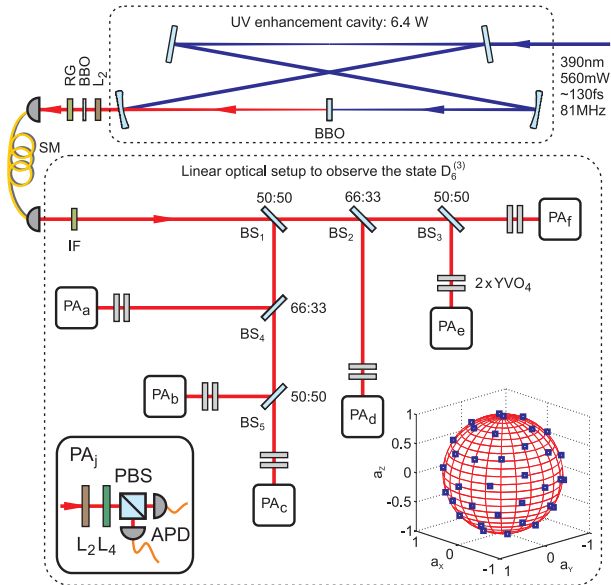 UV enhancement cavity: 6.4 W
390nm
560mW
~130fs
81MHz
RG
BBO
L₂
BBO
SM
Linear optical setup to observe the state D₆⁽³⁾
50:50
66:33
50:50
IF
BS₁
BS₂
BS₃
PAf
2xYVO₄
PAa
66:33
BS₄
PAe
PAb
50:50
BS₅
PAd
PAc
PAj
PBS
L₂ L₄
APD
1
0.5
0
-0.5
-1
aZ
1
0
-1
aX
1
0
-1
aY